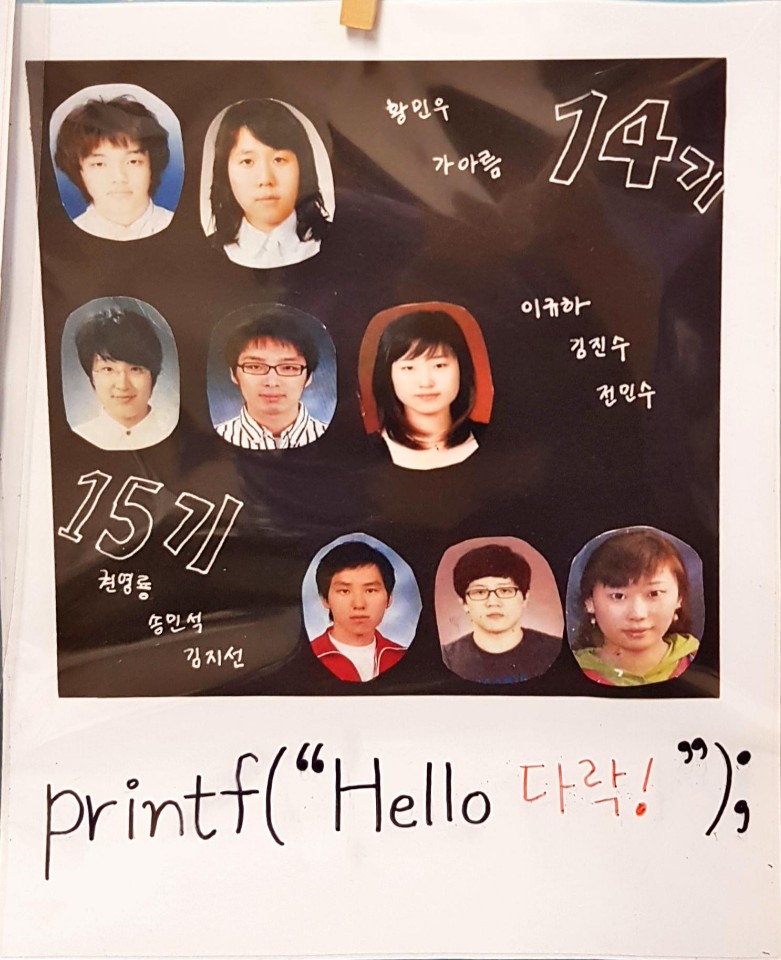 황민우
가아름
14기
이규하
김진수
전민수
15기
권영룡
송민석
김지선
printf(“Hello 다락! ”);